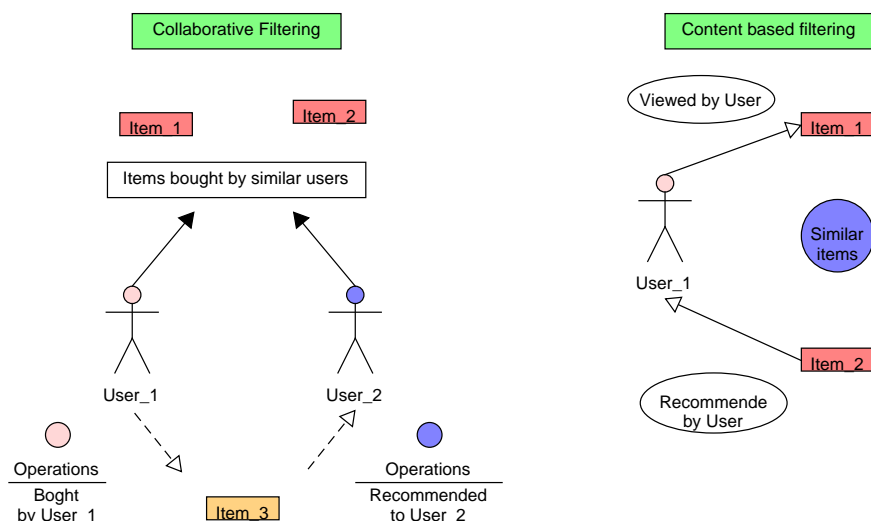 Collaborative Filtering
Item_1
Item_2
Items bought by similar users
User_1
User_2
Operations
Boght
by User_1
Item_3
Operations
Recommended
to User_2
Content based filtering
Viewed by User
Item_1
User_1
Similar
items
Item_2
Recommende
by User